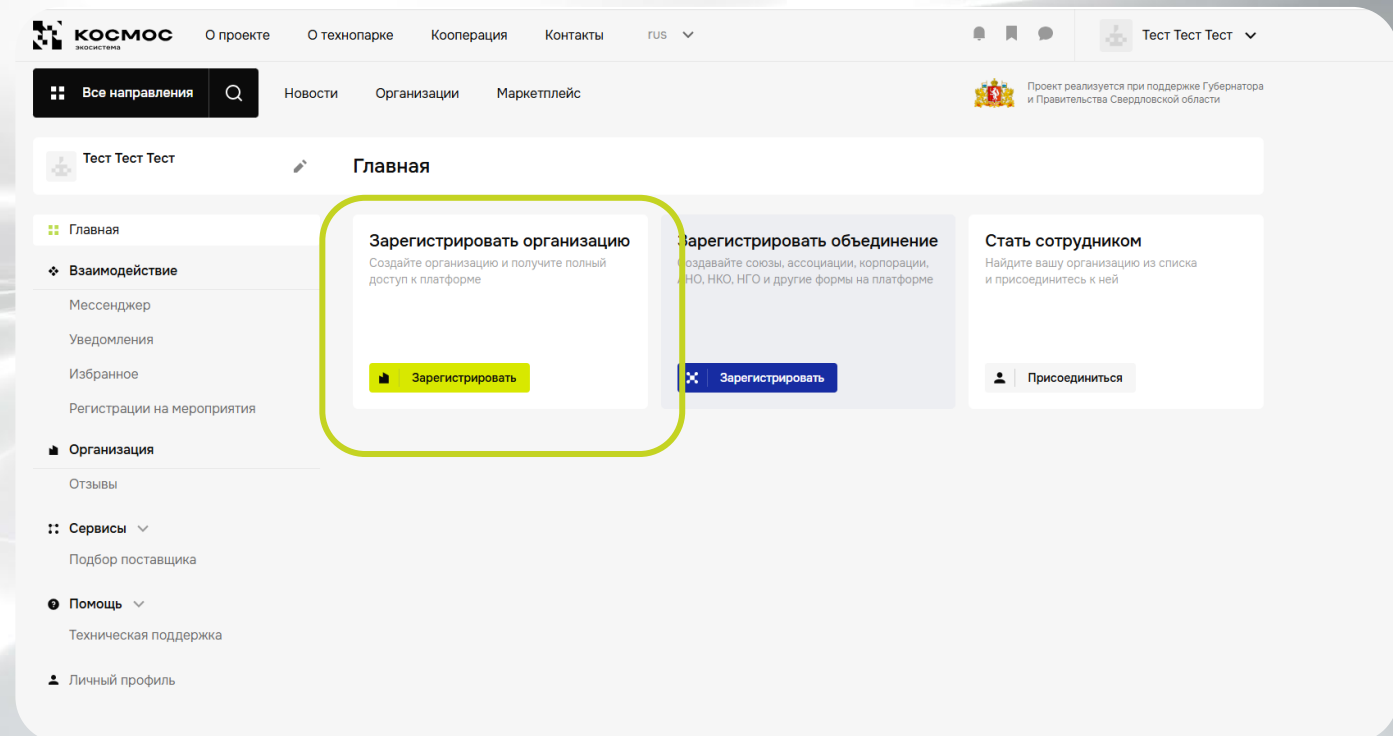 КОСМОС
экосистема
О проекте
О технопарке
Кооперация
Контакты
rus
Тест Тест Тест
Все направления
Новости
Организации
Маркетплейс
Проект реализуется при поддержке Губернатора
и Правительства Свердловской области
Тест Тест Тест
Главная
Главная
Взаимодействие
Мессенджер
Уведомления
Избранное
Регистрации на мероприятия
Организация
Отзывы
Сервисы
Подбор поставщика
Помощь
Техническая поддержка
Личный профиль
Зарегистрировать организацию
Создайте организацию и получите полный
доступ к платформе
Зарегистрировать
Зарегистрировать объединение
Создавайте союзы, ассоциации, корпорации,
АНО, НКО, НГО и другие формы на платформе
Зарегистрировать
Стать сотрудником
Найдите вашу организацию из списка
и присоединитесь к ней
Присоединиться